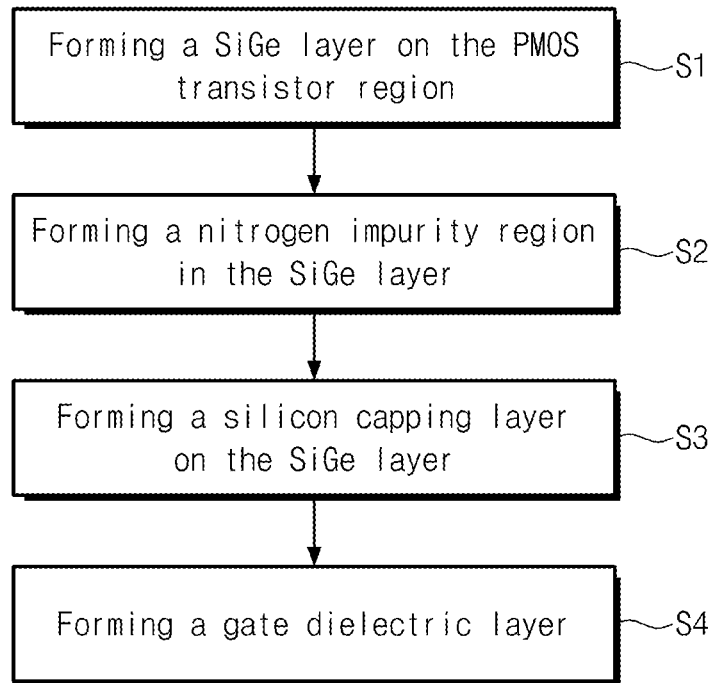 Forming a SiGe layer on the PMOS
transistor region
S1
Forming a nitrogen impurity region
in the SiGe layer
S2
Forming a silicon capping layer
on the SiGe layer
S3
Forming a gate dielectric layer
S4